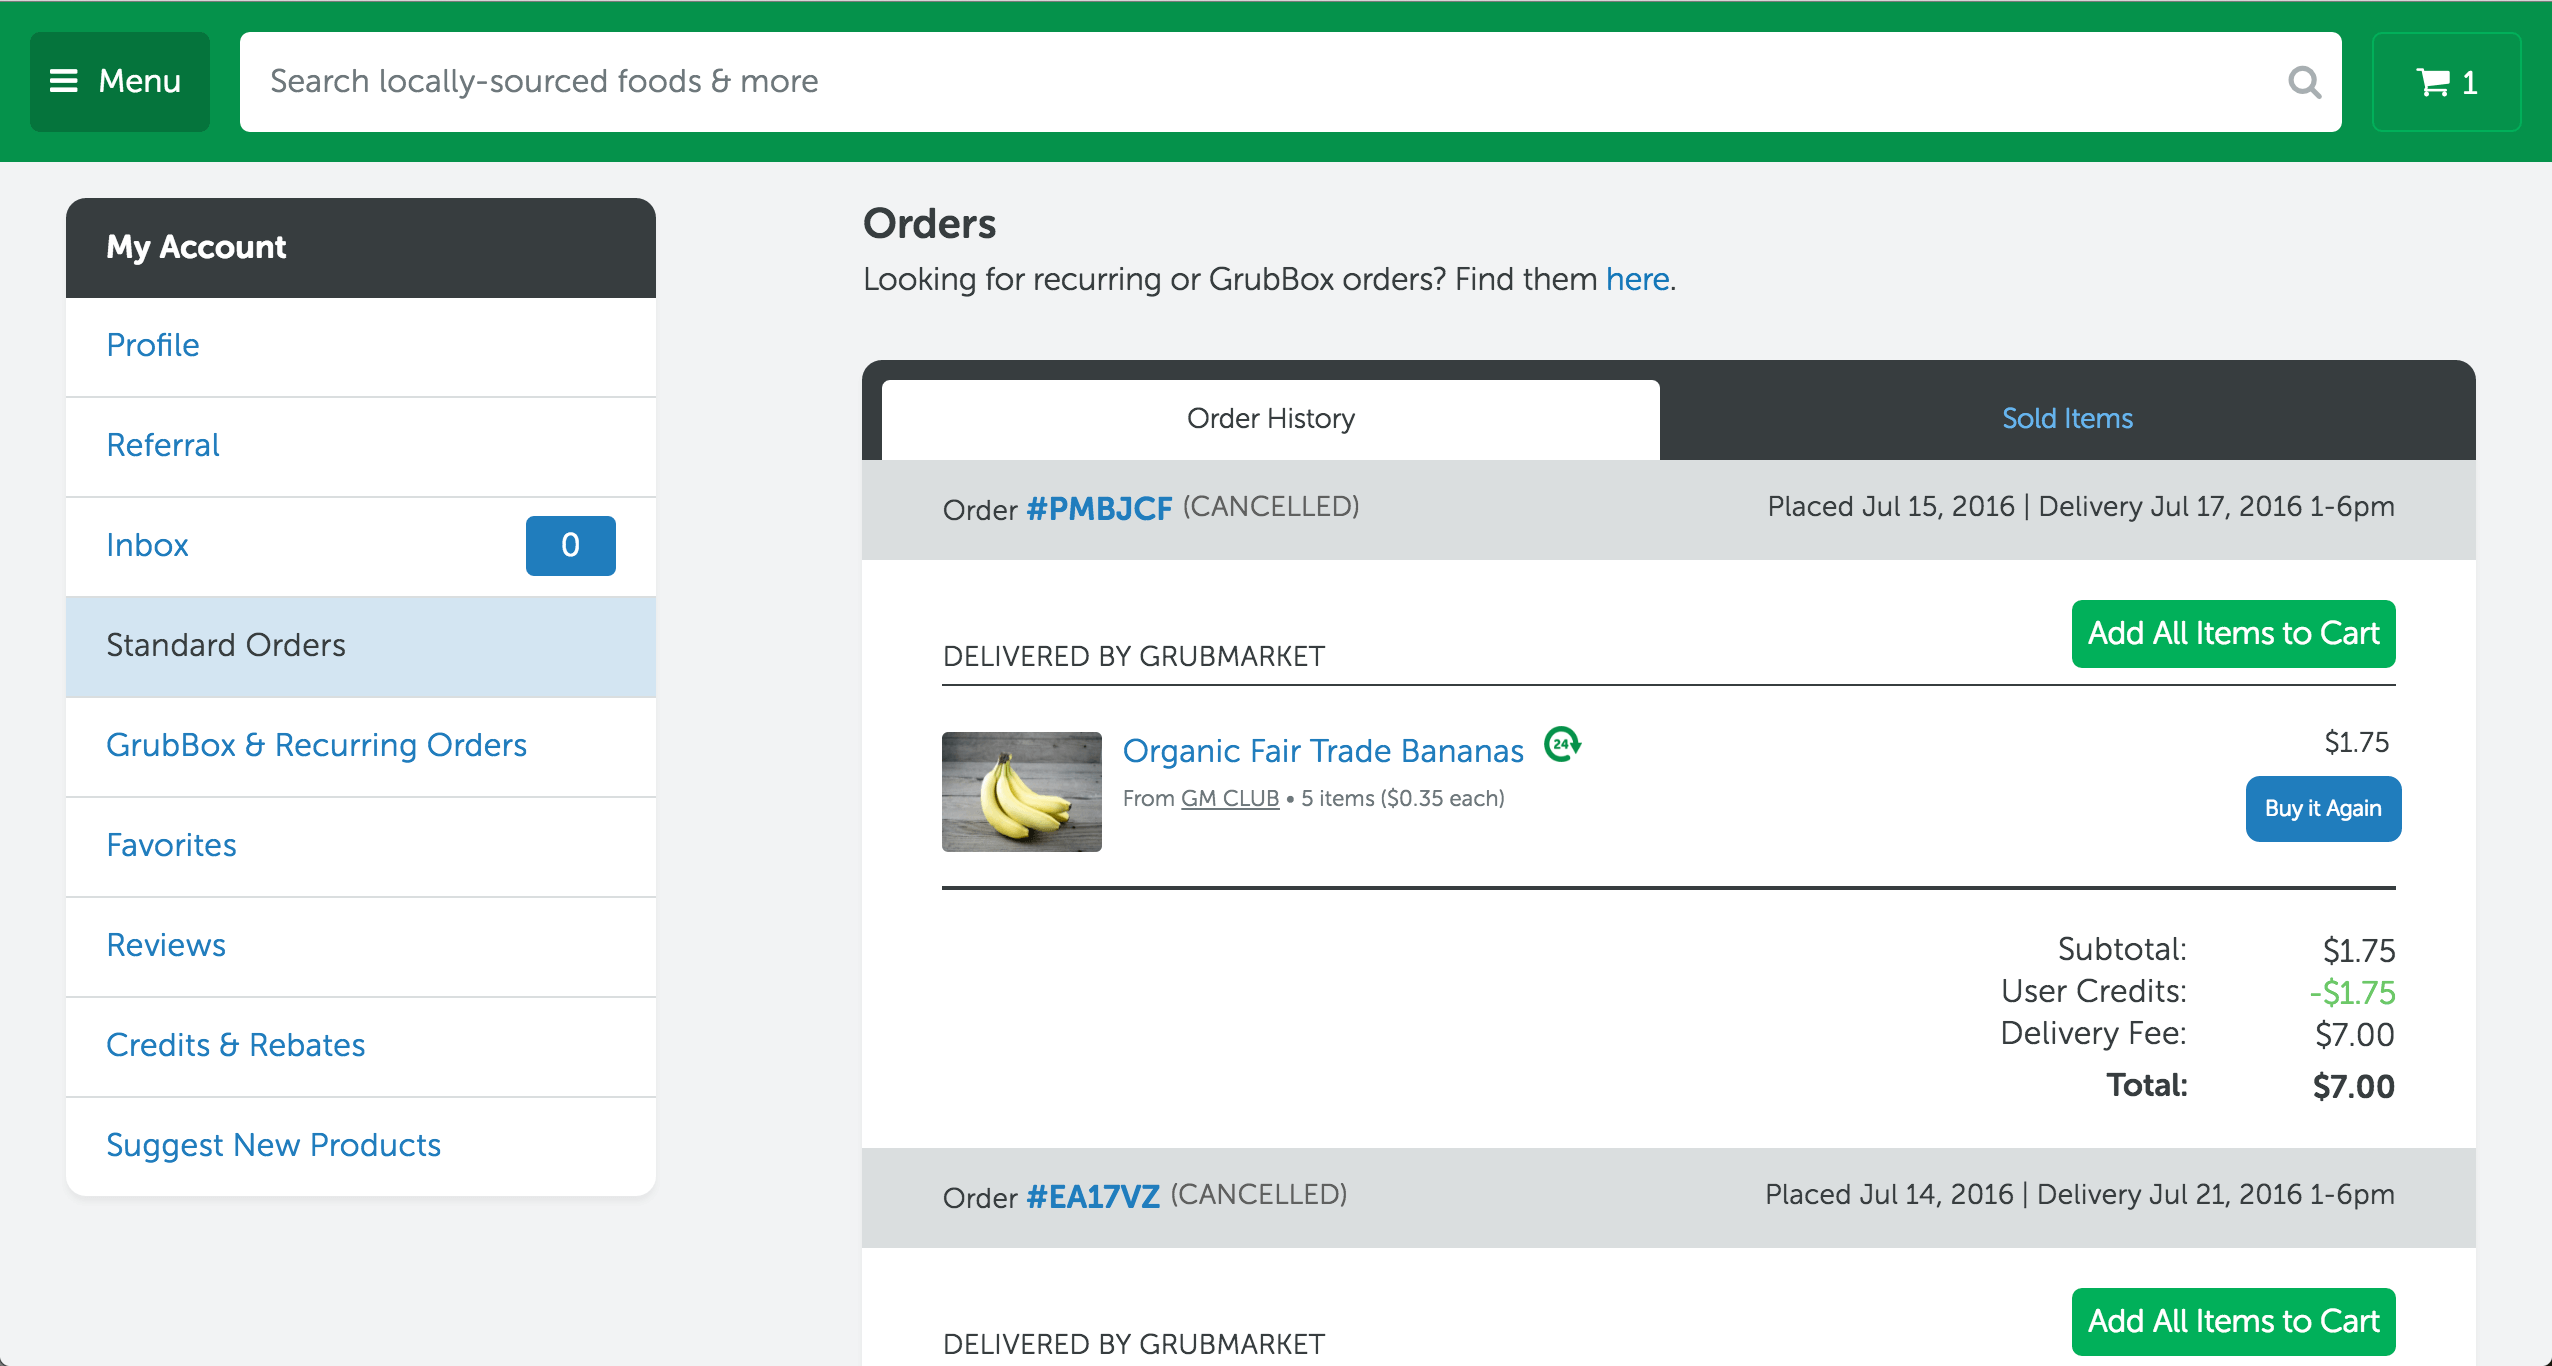 Menu
Search locally-sourced foods & more
1
My Account
Profile
Referral
Inbox 0
Standard Orders
GrubBox & Recurring Orders
Favorites
Reviews
Credits & Rebates
Suggest New Products
Orders
Looking for recurring or GrubBox orders? Find them here.
Order History
Sold Items
Order #PMBJCF (CANCELLED) Placed Jul 15, 2016 | Delivery Jul 17, 2016 1-6pm
Add All Items to Cart
DELIVERED BY GRUBMARKET
Organic Fair Trade Bananas 24 $1.75
From GM CLUB • 5 items ($0.35 each)
Buy it Again
Subtotal: $1.75
User Credits: -$1.75
Delivery Fee: $7.00
Total: $7.00
Order #EA17VZ (CANCELLED) Placed Jul 14, 2016 | Delivery Jul 21, 2016 1-6pm
Add All Items to Cart
DELIVERED BY GRUBMARKET